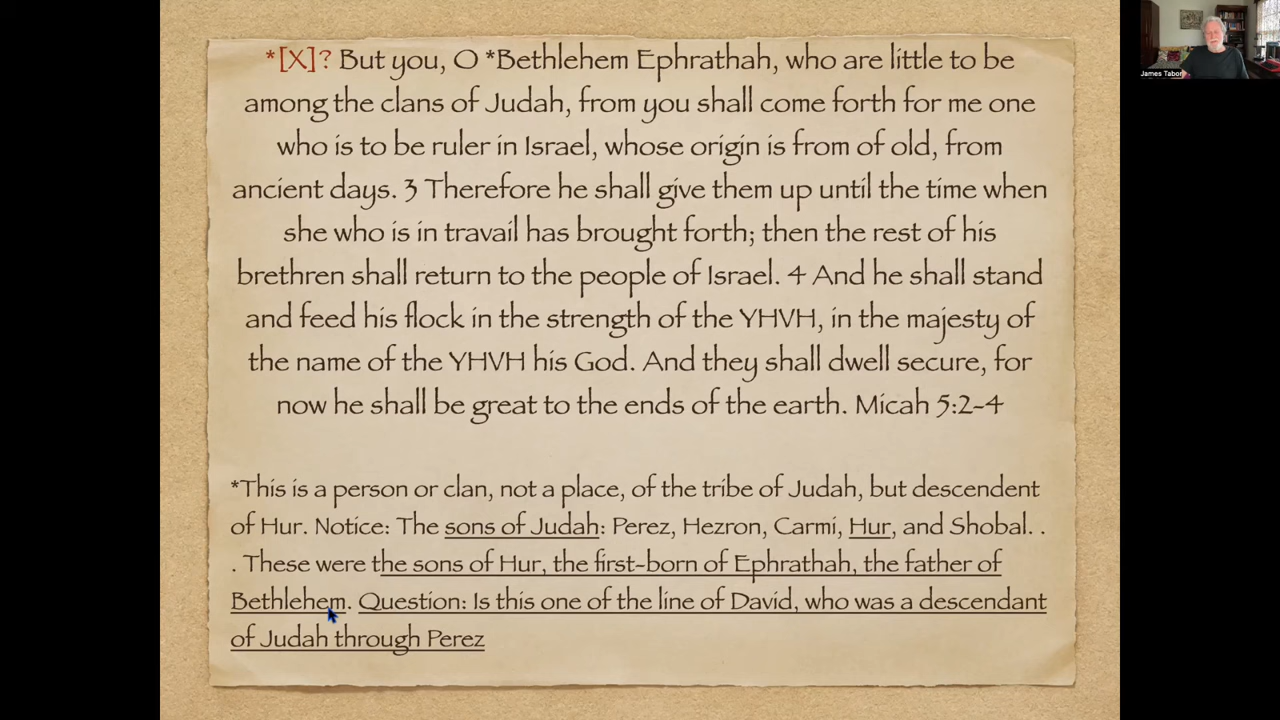 *[X]? But you, O *Bethlehem Ephrathah, who are little to be
among the clans of Judah, from you shall come forth for me one
who is to be ruler in Israel, whose origin is from of old, from
ancient days. 3 Therefore he shall give them up until the time when
she who is in travail has brought forth; then the rest of his
brethren shall return to the people of Israel. 4 And he shall stand
and feed his flock in the strength of the YHVH, in the majesty of
the name of the YHVH his God. And they shall dwell secure, for
now he shall be great to the ends of the earth. Micah 5:2-4
*This is a person or clan, not a place, of the tribe of Judah, but descendent
of Hur. Notice: The sons of Judah: Perez, Hezron, Carmi, Hur, and Shobal. .
. These were the sons of Hur, the first-born of Ephrathah, the father of
Bethlehem. Question: Is this one of the line of David, who was a descendant
of Judah through Perez
James Tabor